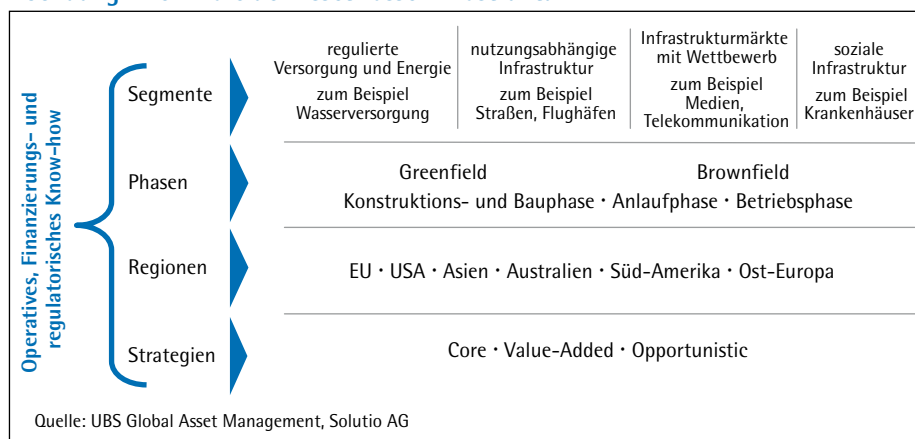 Operatives, Finanzierungs- und
regulatorisches Know-how
Segmente
regulierte
Versorgung und Energie
zum Beispiel
Wasserversorgung
nutzungsabhängige
Infrastruktur
zum Beispiel
Straßen, Flughäfen
Infrastrukturmärkte
mit Wettbewerb
zum Beispiel
Medien,
Telekommunikation
soziale
Infrastruktur
zum Beispiel
Krankenhäuser
Phasen
Greenfield
Brownfield
Konstruktions- und Bauphase · Anlaufphase · Betriebsphase
Regionen
EU · USA · Asien · Australien · Süd-Amerika · Ost-Europa
Strategien
Core · Value-Added · Opportunistic
Quelle: UBS Global Asset Management, Solutio AG